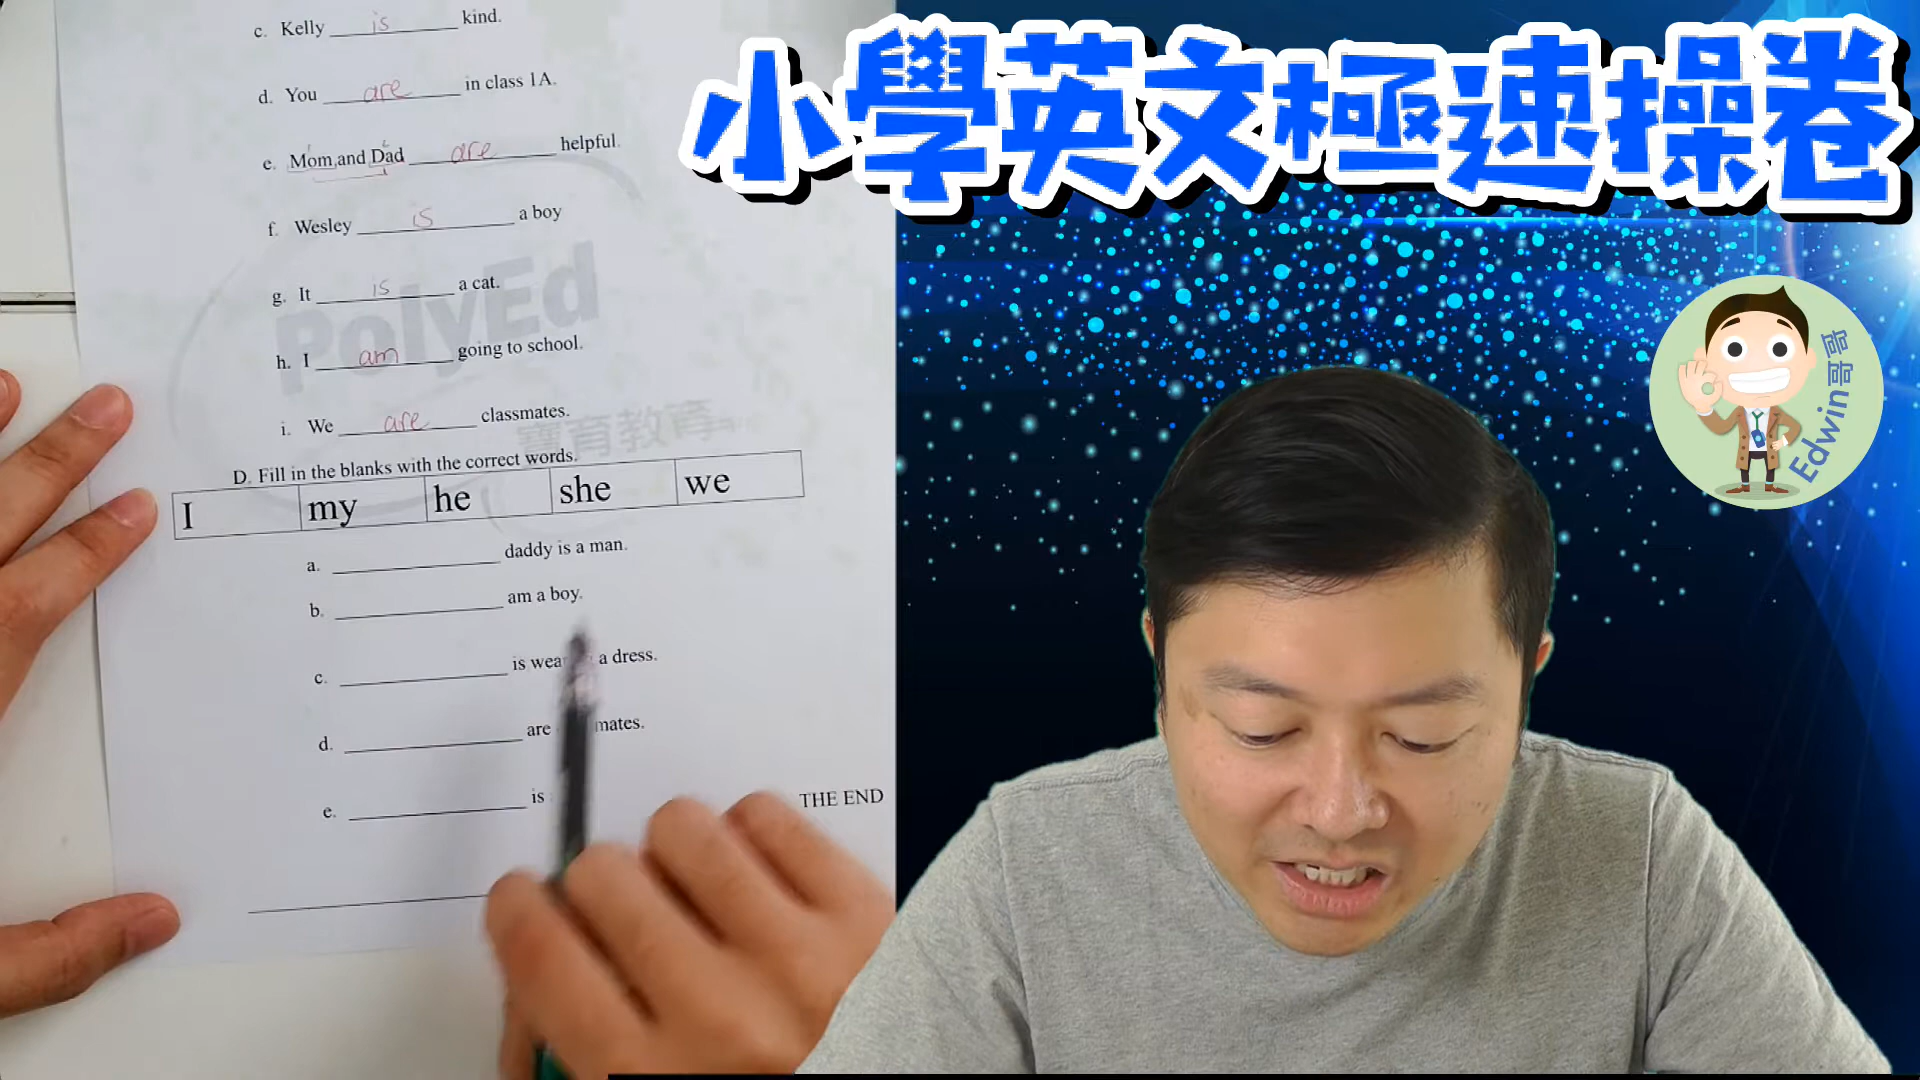 小學英文極速操卷
c. Kelly is kind.
d. You are in class 1A.
e. Mom and Dad are helpful.
f. Wesley is a boy
g. It is a cat.
h. I am going to school.
i. We are classmates.
PolyEd
寶育教育
D. Fill in the blanks with the correct words.
I my he she we
a. daddy is a man.
b. am a boy.
c. is a dress.
d. are
e. is
THE END
Edwin哥哥